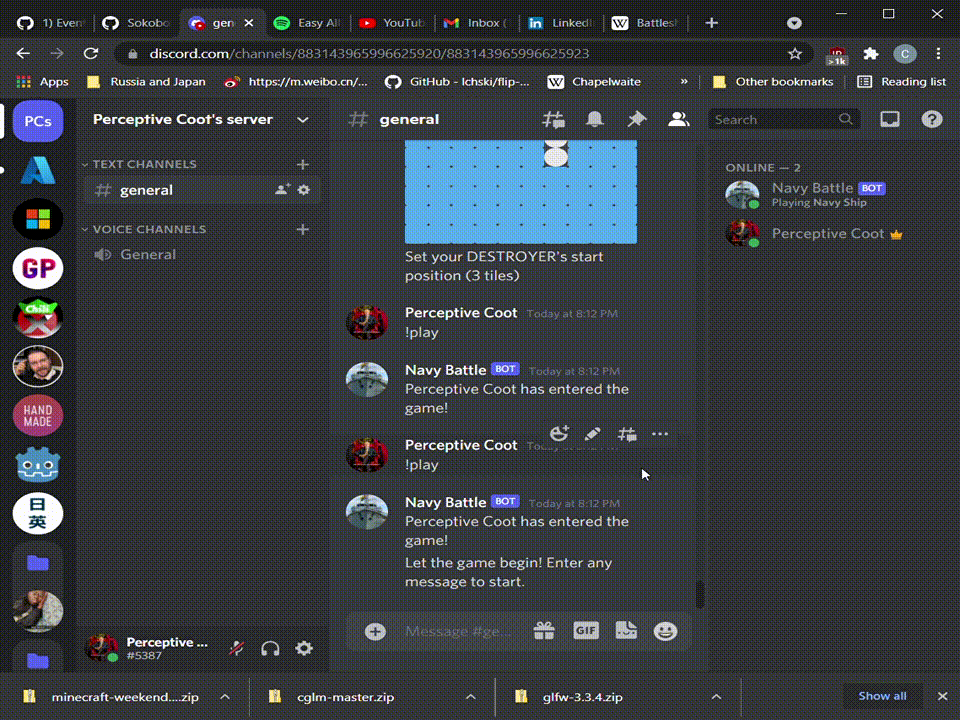 1) Even
Sokobo
gen
Easy Al
YouTub
Inbox (
LinkedI
Battlesh
discord.com/channels/883143965996625920/883143965996625923
>1k
C
Apps
Russia and Japan
https://m.weibo.cn/...
GitHub - Ichski/flip-...
Chapelwaite
»
Other bookmarks
Reading list
PCs
Perceptive Coot's server
# general
Search
TEXT CHANNELS
# general
VOICE CHANNELS
General
GP
Chili
HAND
MADE
日
英
ONLINE — 2
Navy Battle BOT
Playing Navy Ship
Perceptive Coot
Set your DESTROYER's start
position (3 tiles)
Perceptive Coot Today at 8:12 PM
!play
Navy Battle BOT Today at 8:12 PM
Perceptive Coot has entered the
game!
Perceptive Coot
!play
Navy Battle BOT Today at 8:12 PM
Perceptive Coot has entered the
game!
Let the game begin! Enter any
message to start.
Message #ge...
GIF
Perceptive ...
#5387
minecraft-weekend....zip
cglm-master.zip
glfw-3.3.4.zip
Show all